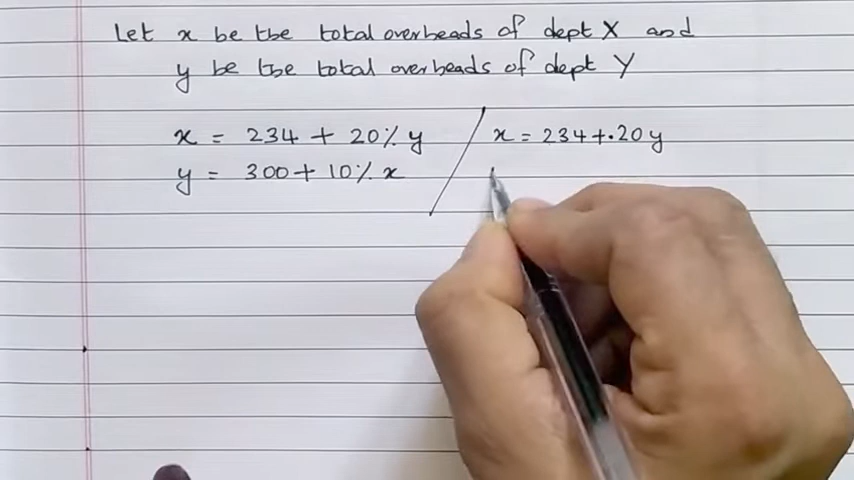 Let x be the total overheads of dept X and
y be the total overheads of dept Y
x = 234 + 20% y / x = 234+.20y
y = 300+ 10% x